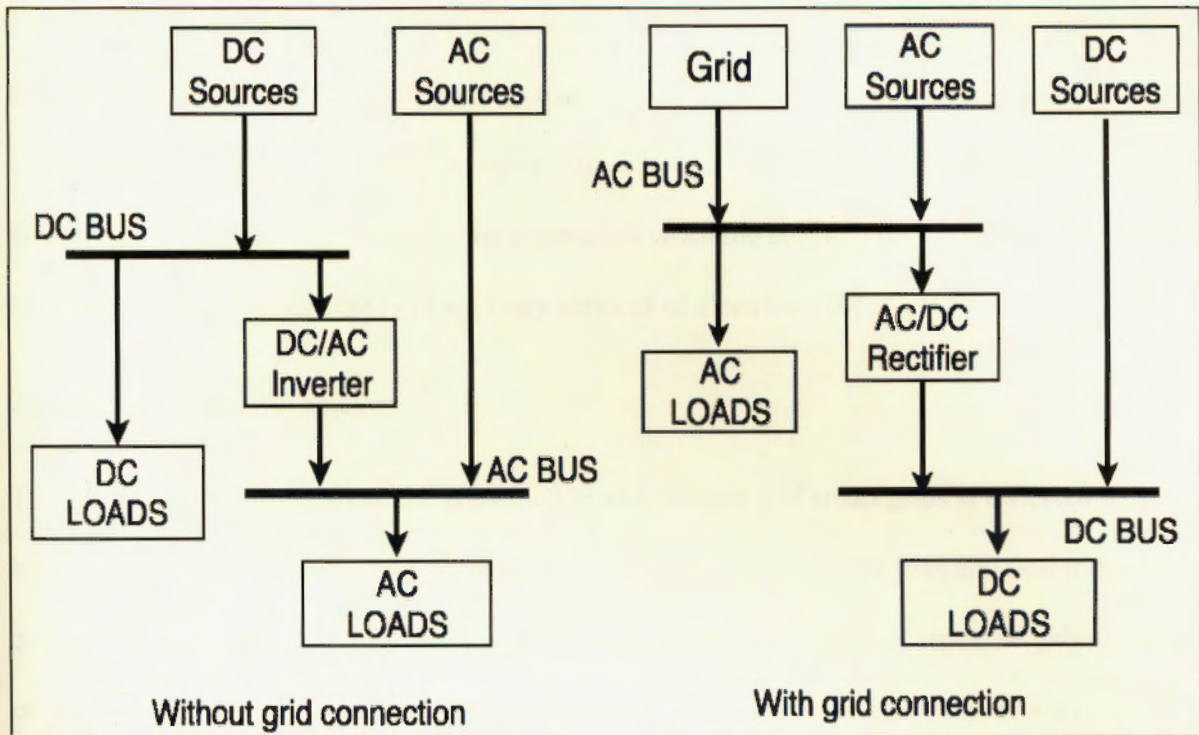 DC
Sources
AC
Sources
DC BUS
DC/AC
Inverter
DC
LOADS
AC BUS
AC
LOADS
Without grid connection
Grid
AC
Sources
DC
Sources
AC BUS
AC
LOADS
AC/DC
Rectifier
DC BUS
DC
LOADS
With grid connection